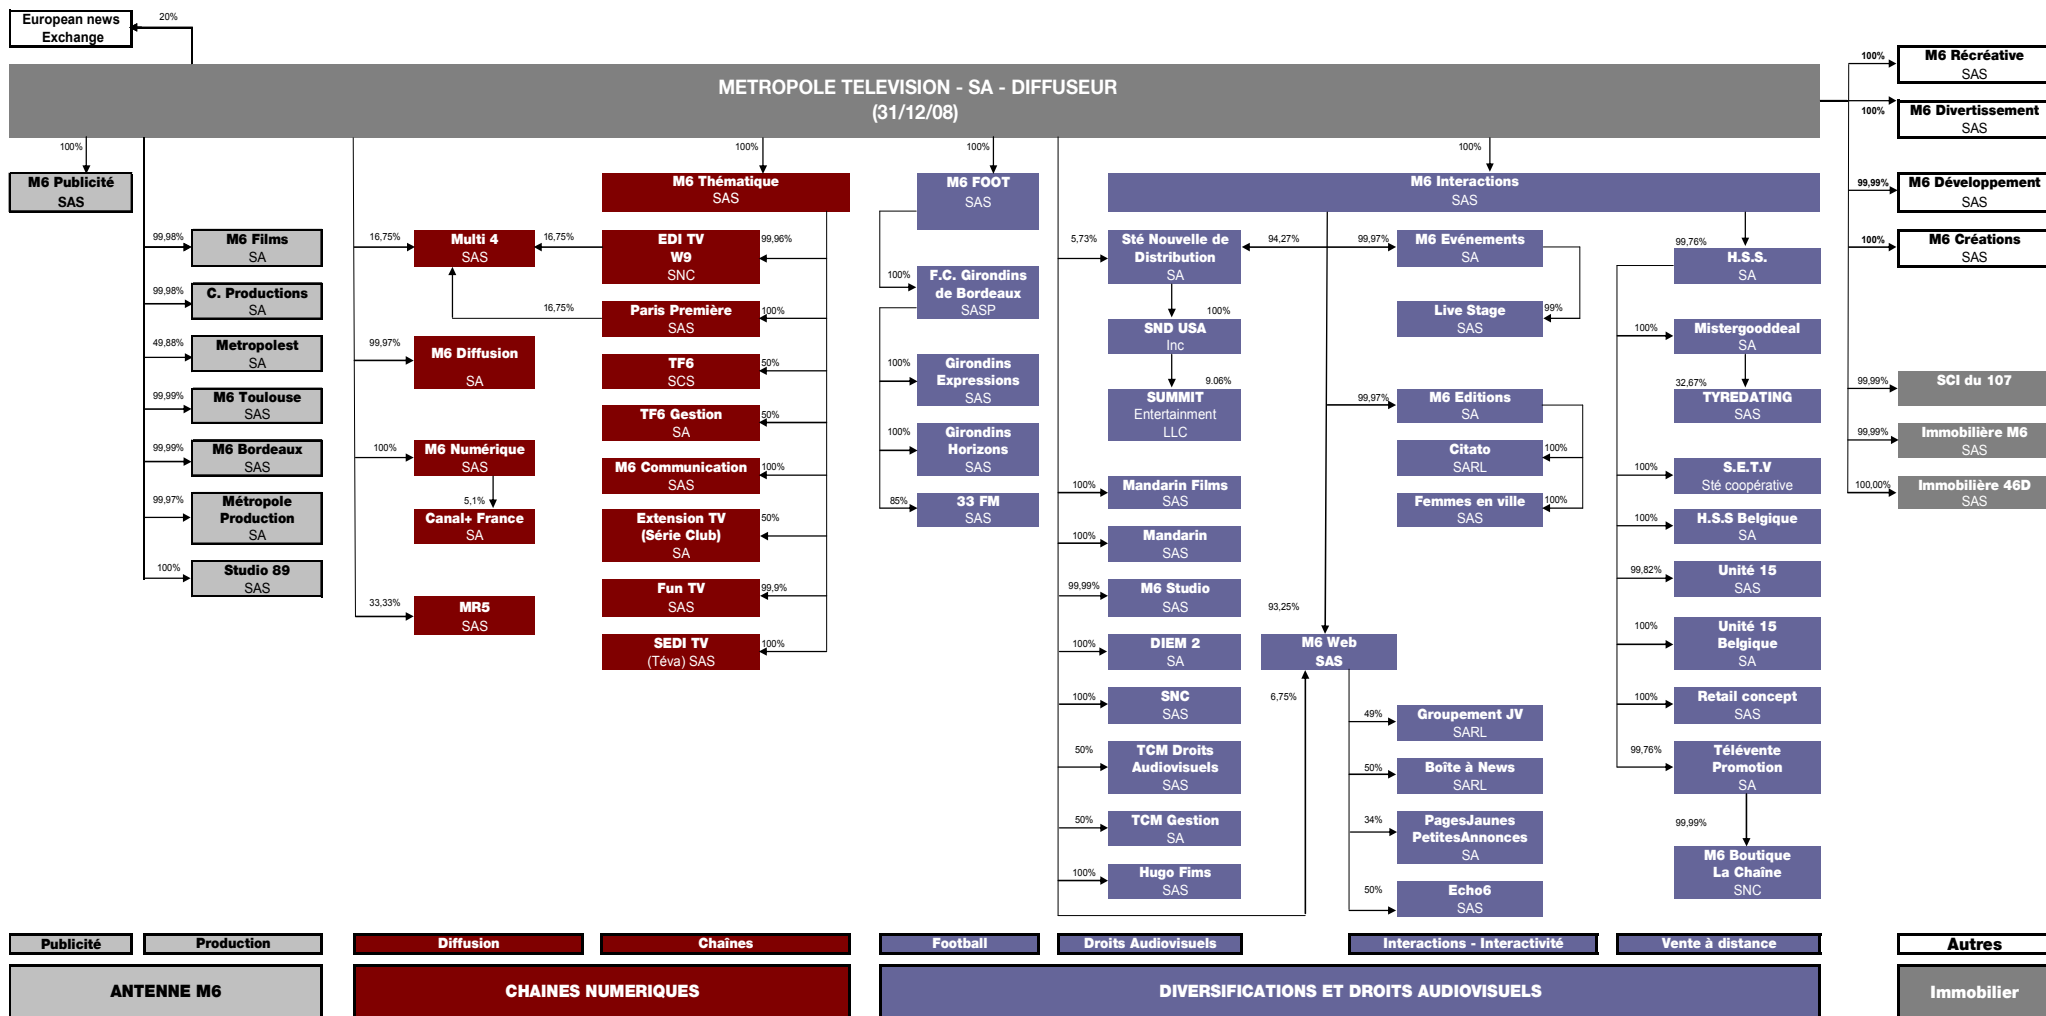 European news
Exchange
20%
METROPOLE TELEVISION - SA - DIFFUSEUR
(31/12/08)
100%
M6 Publicité
SAS
99,98%
M6 Films
SA
99,98%
C. Productions
SA
49,88%
Metropolest
SA
99,99%
M6 Toulouse
SAS
99,99%
M6 Bordeaux
SAS
99,97%
Métropole
Production
SA
100%
Studio 89
SAS
16,75%
Multi 4
SAS
16,75%
16,75%
99,97%
M6 Diffusion
SA
100%
M6 Numérique
SAS
5,1%
Canal+ France
SA
33,33%
MR5
SAS
100%
M6 Thématique
SAS
EDI TV
W9
SNC
99,96%
Paris Première
SAS
100%
TF6
SCS
50%
TF6 Gestion
SA
50%
M6 Communication
SAS
100%
Extension TV
(Série Club)
SA
50%
Fun TV
SAS
99,9%
SEDI TV
(Téva) SAS
100%
100%
M6 FOOT
SAS
100%
F.C. Girondins
de Bordeaux
SASP
100%
Girondins
Expressions
SAS
100%
Girondins
Horizons
SAS
85%
33 FM
SAS
5,73%
Sté Nouvelle de
Distribution
SA
94,27%
100%
SND USA
Inc
9.06%
SUMMIT
Entertainment
LLC
100%
Mandarin Films
SAS
100%
Mandarin
SAS
99,99%
M6 Studio
SAS
100%
DIEM 2
SA
100%
SNC
SAS
50%
TCM Droits
Audiovisuels
SAS
50%
TCM Gestion
SA
100%
Hugo Fims
SAS
100%
M6 Interactions
SAS
99,97%
M6 Evénements
SA
Live Stage
SAS
99%
99,97%
M6 Editions
SA
Citato
SARL
100%
Femmes en ville
SAS
100%
93,25%
M6 Web
SAS
6,75%
49%
Groupement JV
SARL
50%
Boîte à News
SARL
34%
PagesJaunes
PetitesAnnonces
SA
50%
Echo6
SAS
99,76%
H.S.S.
SA
100%
Mistergooddeal
SA
32,67%
TYREDATING
SAS
100%
S.E.T.V
Sté coopérative
100%
H.S.S Belgique
SA
99,82%
Unité 15
SAS
100%
Unité 15
Belgique
SA
100%
Retail concept
SAS
99,76%
Télévente
Promotion
SA
99,99%
M6 Boutique
La Chaîne
SNC
100%
M6 Récréative
SAS
100%
M6 Divertissement
SAS
99,99%
M6 Développement
SAS
100%
M6 Créations
SAS
99,99%
SCI du 107
99,99%
Immobilière M6
SAS
100,00%
Immobilière 46D
SAS
Publicité
Production
Diffusion
Chaînes
Football
Droits Audiovisuels
Interactions - Interactivité
Vente à distance
Autres
ANTENNE M6
CHAINES NUMERIQUES
DIVERSIFICATIONS ET DROITS AUDIOVISUELS
Immobilier